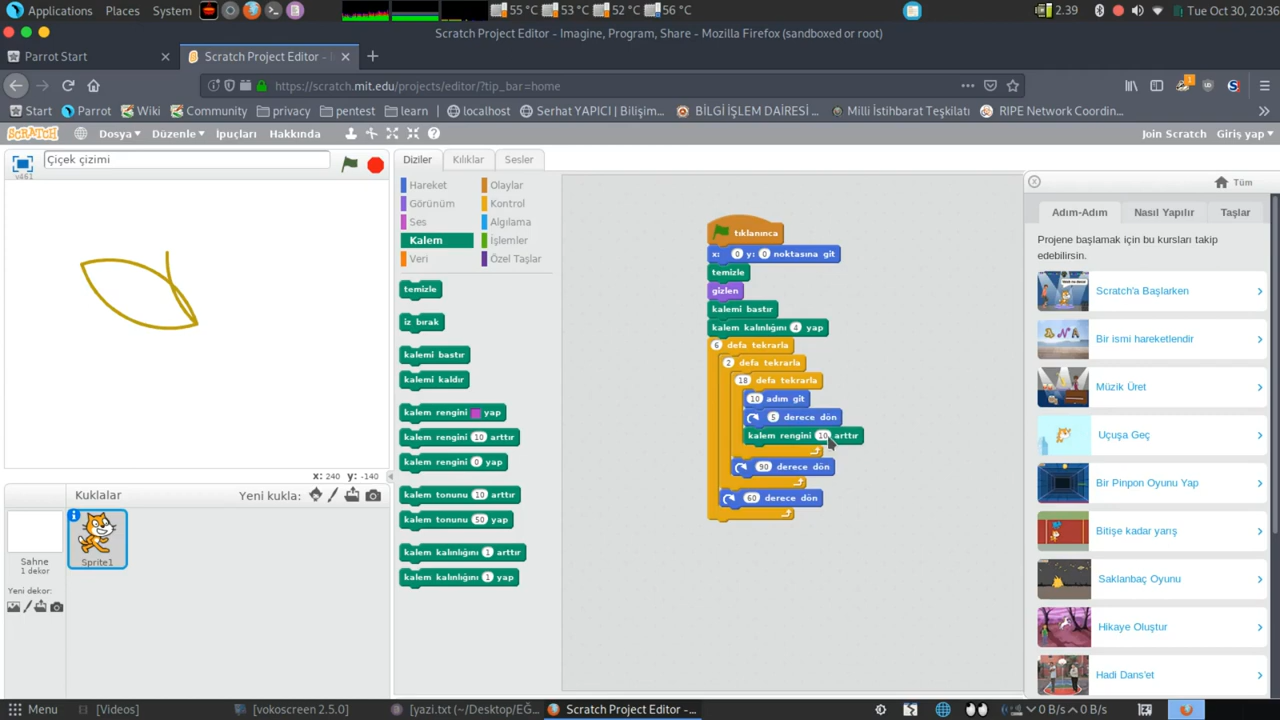 Applications Places System 55°C 53°C 52°C 56°C 2.39 Tue Oct 30, 20:36
Scratch Project Editor - Imagine, Program, Share - Mozilla Firefox (sandboxed or root)
Parrot Start
Scratch Project Editor - I
https://scratch.mit.edu/projects/editor/?tip_bar=home
Start Parrot Wiki Community privacy pentest learn localhost Serhat YAPICI | Bilişim... BİLGİ İŞLEM DAİRESİ ... Milli İstihbarat Teşkilatı RIPE Network Coordin...
SCRATCH Dosya Düzenle İpuçları Hakkında Join Scratch Giriş yap
Çiçek çizimi
v461
Diziler Kılıklar Sesler
Hareket Olaylar
Görünüm Kontrol
Ses Algılama
Kalem İşlemler
Veri Özel Taşlar
temizle
iz bırak
kalemi bastır
kalemi kaldır
kalem rengini yap
kalem rengini 10 arttır
kalem rengini 0 yap
kalem tonunu 10 arttır
kalem tonunu 50 yap
kalem kalınlığını 1 arttır
kalem kalınlığını 1 yap
tıklanınca
x: 0 y: 0 noktasına git
temizle
gizlen
kalemi bastır
kalem kalınlığını 4 yap
6 defa tekrarla
2 defa tekrarla
18 defa tekrarla
10 adım git
5 derece dön
kalem rengini 10 arttır
90 derece dön
60 derece dön
Tüm
Adım-Adım Nasıl Yapılır Taşlar
Projene başlamak için bu kursları takip
edebilirsin.
Scratch'a Başlarken
Bir ismi hareketlendir
Müzik Üret
Uçuşa Geç
Bir Pinpon Oyunu Yap
Bitişe kadar yarış
Saklanbaç Oyunu
Hikaye Oluştur
Hadi Dans'et
x: 240 y: -140
Kuklalar Yeni kukla:
Sahne
1 dekor
Yeni dekor:
Sprite1
Menu [Videos] [vokoscreen 2.5.0] [yazi.txt (~/Desktop/EĞ... Scratch Project Editor -... 0 B/s 0 B/s